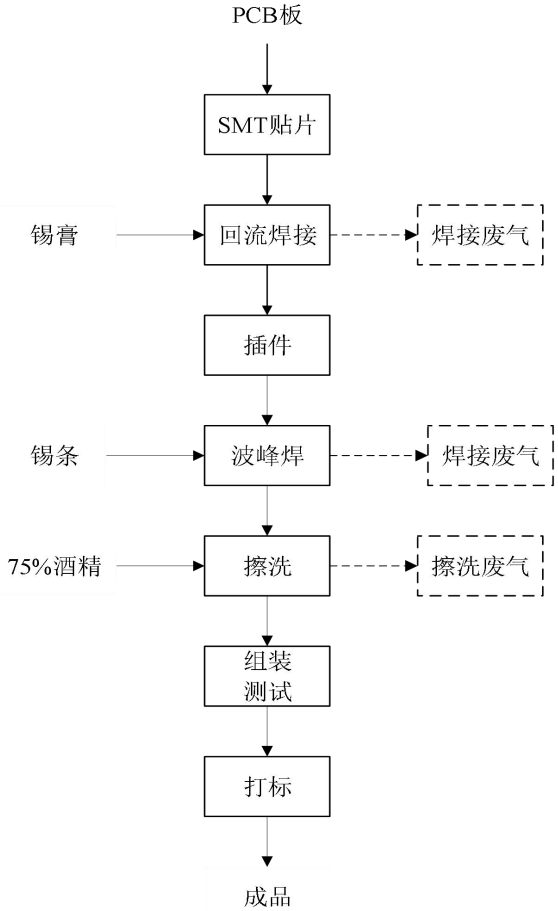 PCB板
SMT贴片
锡膏
回流焊接
焊接废气
插件
锡条
波峰焊
焊接废气
75%酒精
擦洗
擦洗废气
组装
测试
打标
成品